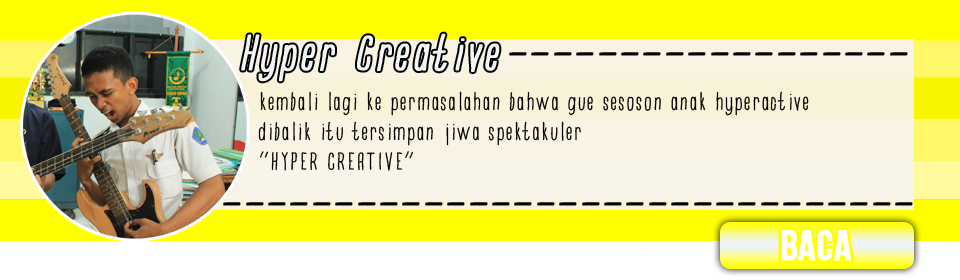 Hyper Creative
kembali lagi ke permasalahan bahwa gue sesoson anak hyperactive
dibalik itu tersimpan jiwa spektakuler
"HYPER CREATIVE"
BACA